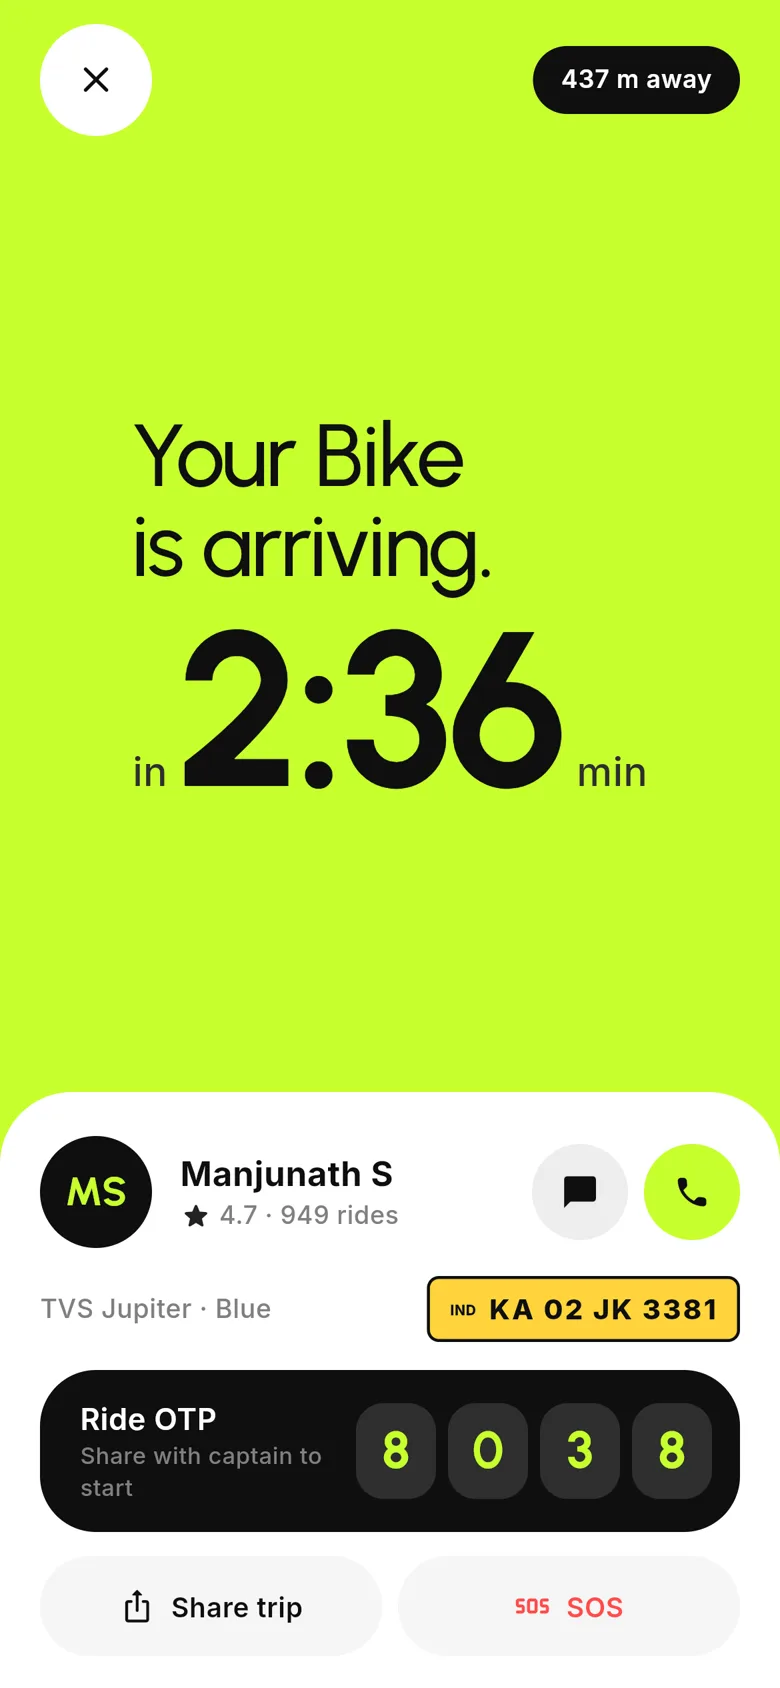 437 m away
Your Bike
is arriving.
in 2:36 min
MS
Manjunath S
4.7 · 949 rides
TVS Jupiter · Blue
IND KA 02 JK 3381
Ride OTP
Share with captain to
start
8 0 3 8
Share trip
SOS SOS